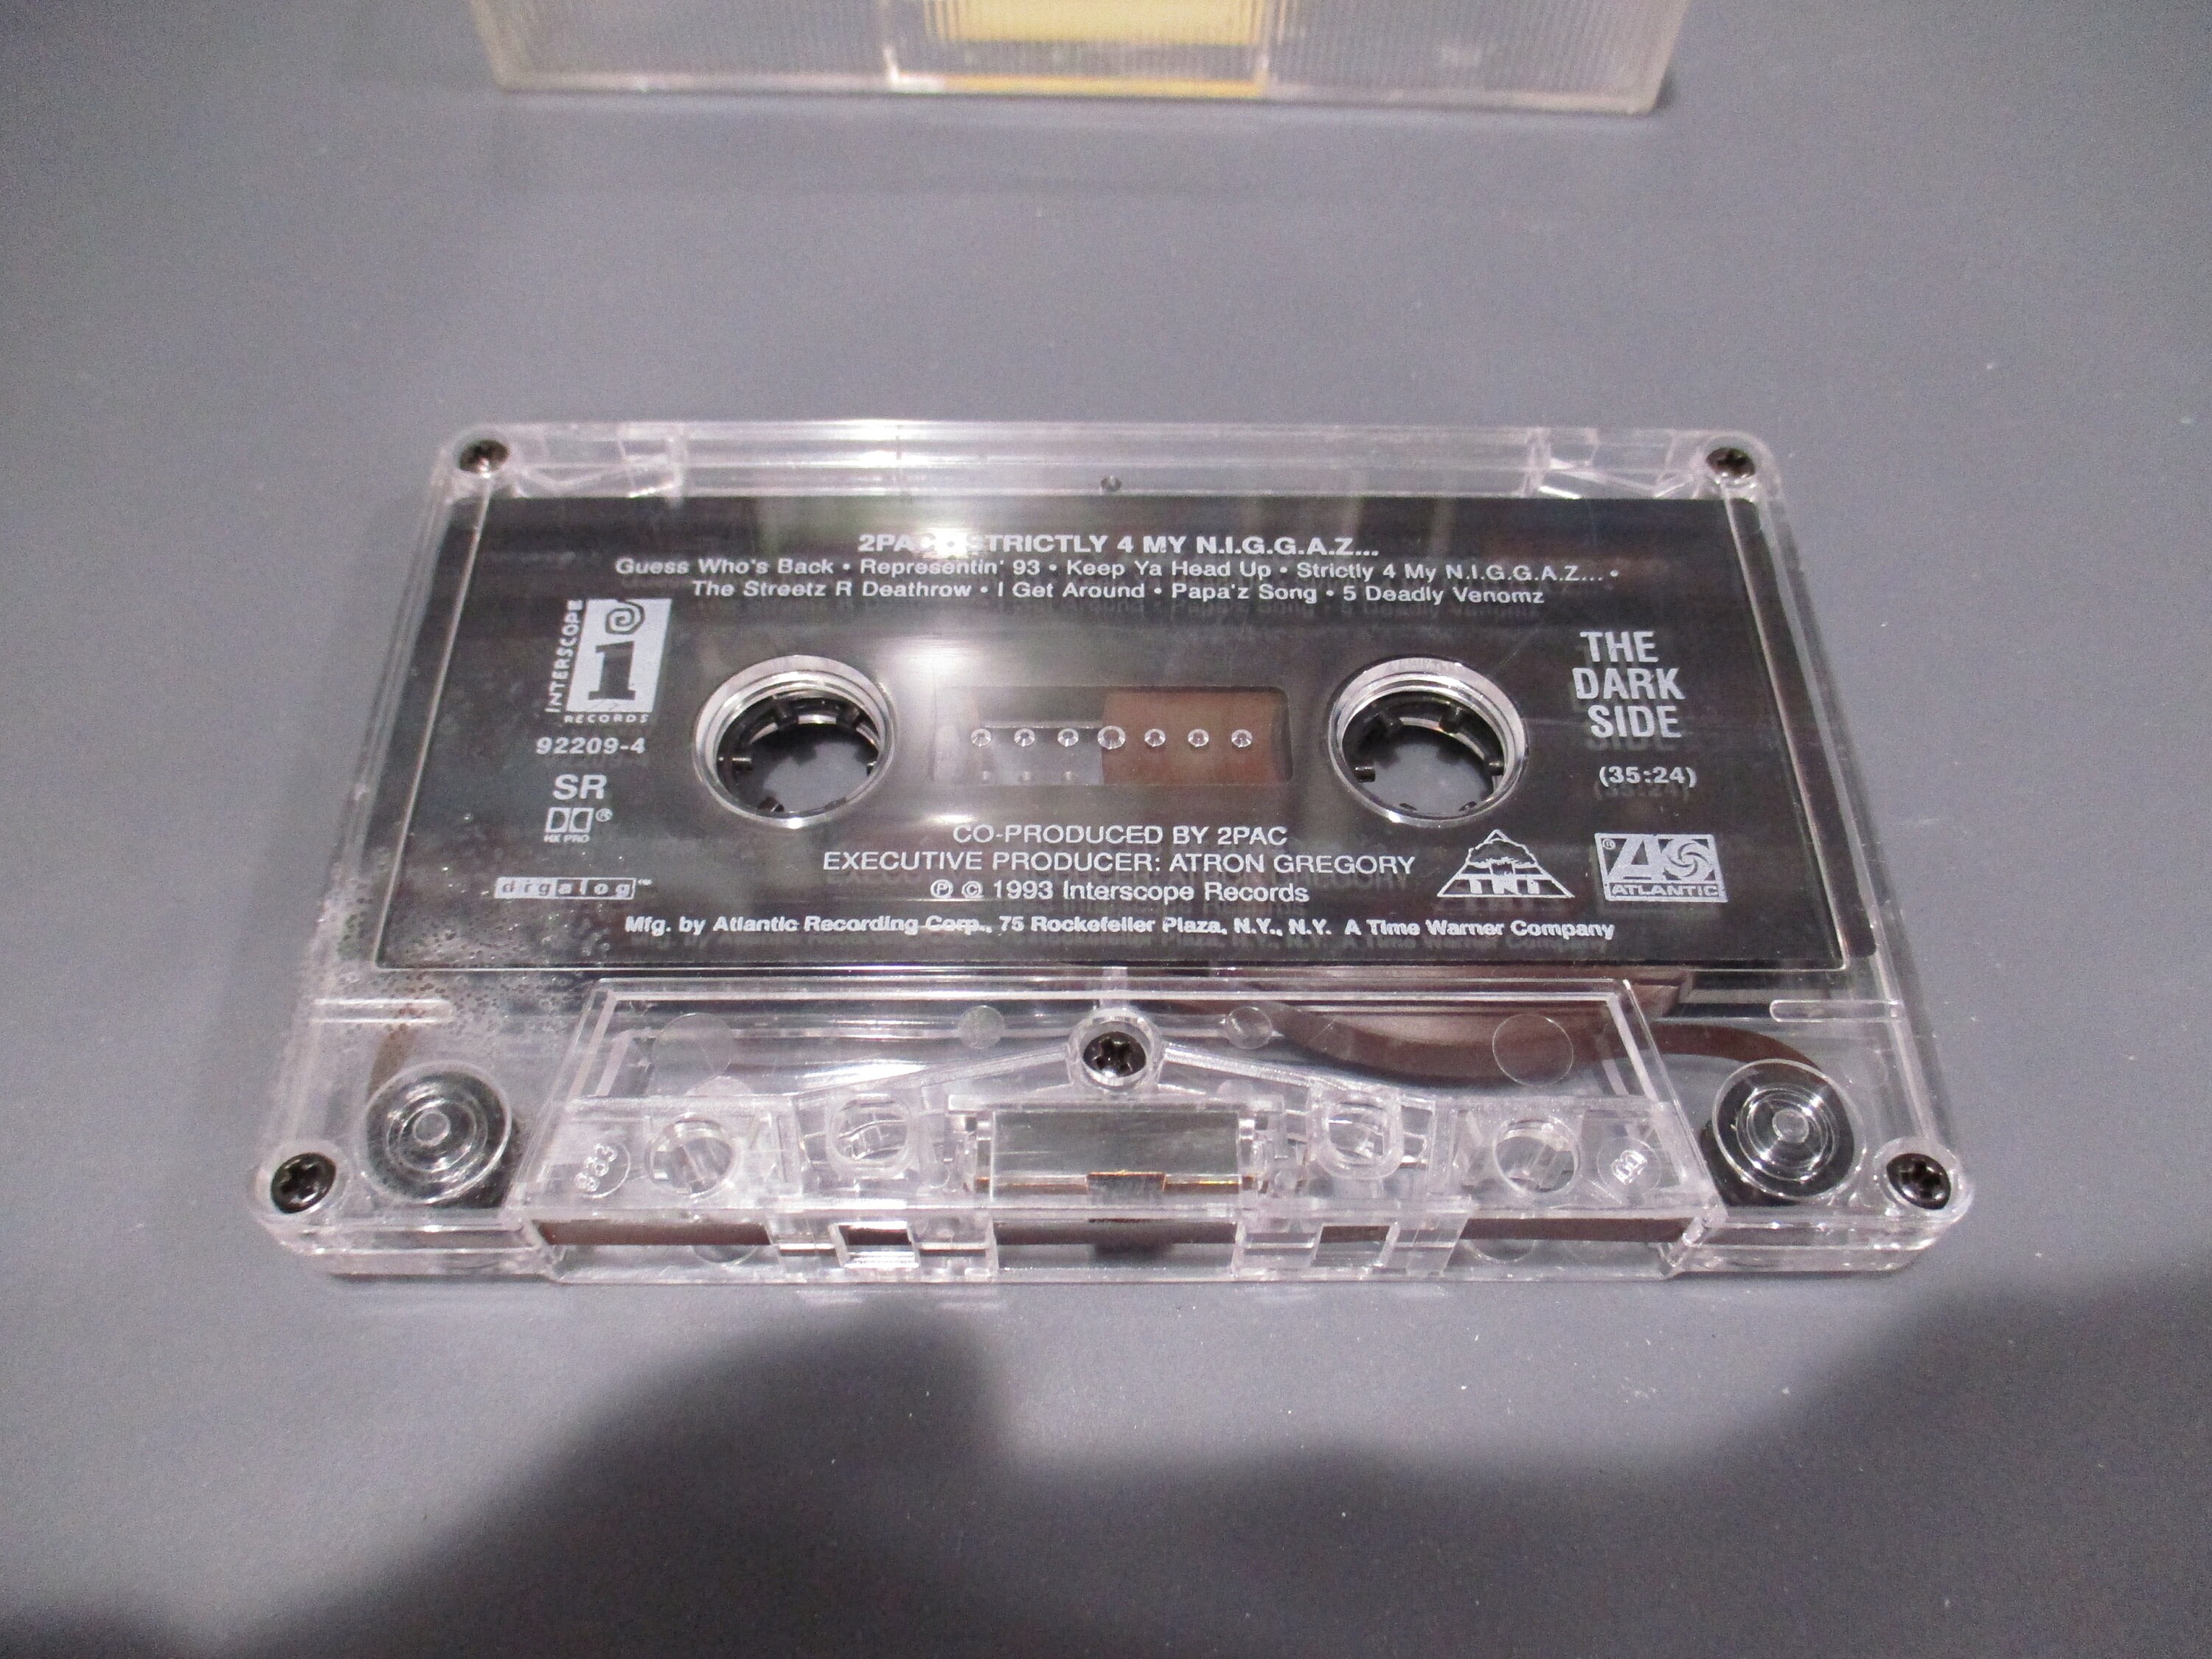 2PAC • STRICTLY 4 MY N.I.G.G.A.Z...
Guess Who's Back • Representin' 93 • Keep Ya Head Up • Strictly 4 My N.I.G.G.A.Z... •
The Streetz R Deathrow • I Get Around • Papa'z Song • 5 Deadly Venomz
INTERSCOPE
i
RECORDS
92209-4
SR
HX PRO
digalog™
THE
DARK
SIDE
(35:24)
CO-PRODUCED BY 2PAC
EXECUTIVE PRODUCER: ATRON GREGORY
℗ © 1993 Interscope Records
TNT
®
ATLANTIC
Mfg. by Atlantic Recording Corp., 75 Rockefeller Plaza, N.Y., N.Y. A Time Warner Company